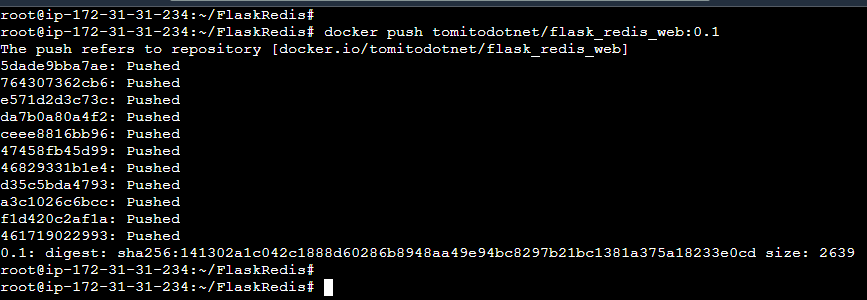 root@ip-172-31-31-234:~/FlaskRedis#
root@ip-172-31-31-234:~/FlaskRedis# docker push tomitodotnet/flask_redis_web:0.1
The push refers to repository [docker.io/tomitodotnet/flask_redis_web]
5dade9bba7ae: Pushed
764307362cb6: Pushed
e571d2d3c73c: Pushed
da7b0a80a4f2: Pushed
ceee8816bb96: Pushed
47458fb45d99: Pushed
46829331b1e4: Pushed
d35c5bda4793: Pushed
a3c1026c6bcc: Pushed
f1d420c2af1a: Pushed
461719022993: Pushed
0.1: digest: sha256:141302a1c042c1888d60286b8948aa49e94bc8297b21bc1381a375a18233e0cd size: 2639
root@ip-172-31-31-234:~/FlaskRedis#
root@ip-172-31-31-234:~/FlaskRedis#